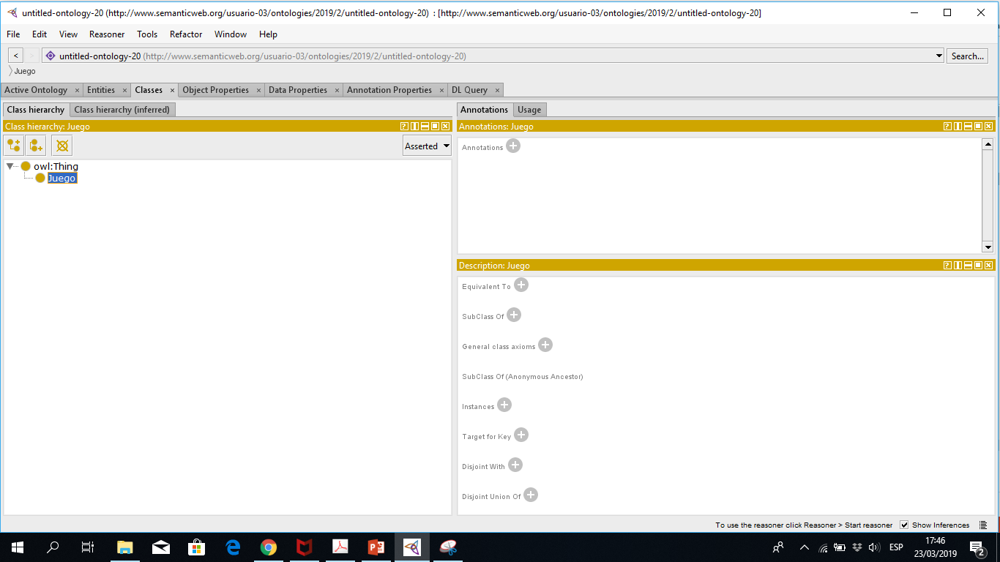 untitled-ontology-20 (http://www.semanticweb.org/usuario-03/ontologies/2019/2/untitled-ontology-20) : [http://www.semanticweb.org/usuario-03/ontologies/2019/2/untitled-ontology-20]
File Edit View Reasoner Tools Refactor Window Help
< > untitled-ontology-20 (http://www.semanticweb.org/usuario-03/ontologies/2019/2/untitled-ontology-20) Search...
Juego
Active Ontology × Entities × Classes × Object Properties × Data Properties × Annotation Properties × DL Query ×
Class hierarchy Class hierarchy (inferred)
Class hierarchy: Juego
Asserted
owl:Thing
Juego
Annotations Usage
Annotations: Juego
Annotations
Description: Juego
Equivalent To
SubClass Of
General class axioms
SubClass Of (Anonymous Ancestor)
Instances
Target for Key
Disjoint With
Disjoint Union Of
To use the reasoner click Reasoner > Start reasoner Show Inferences
ESP
17:46
23/03/2019
2